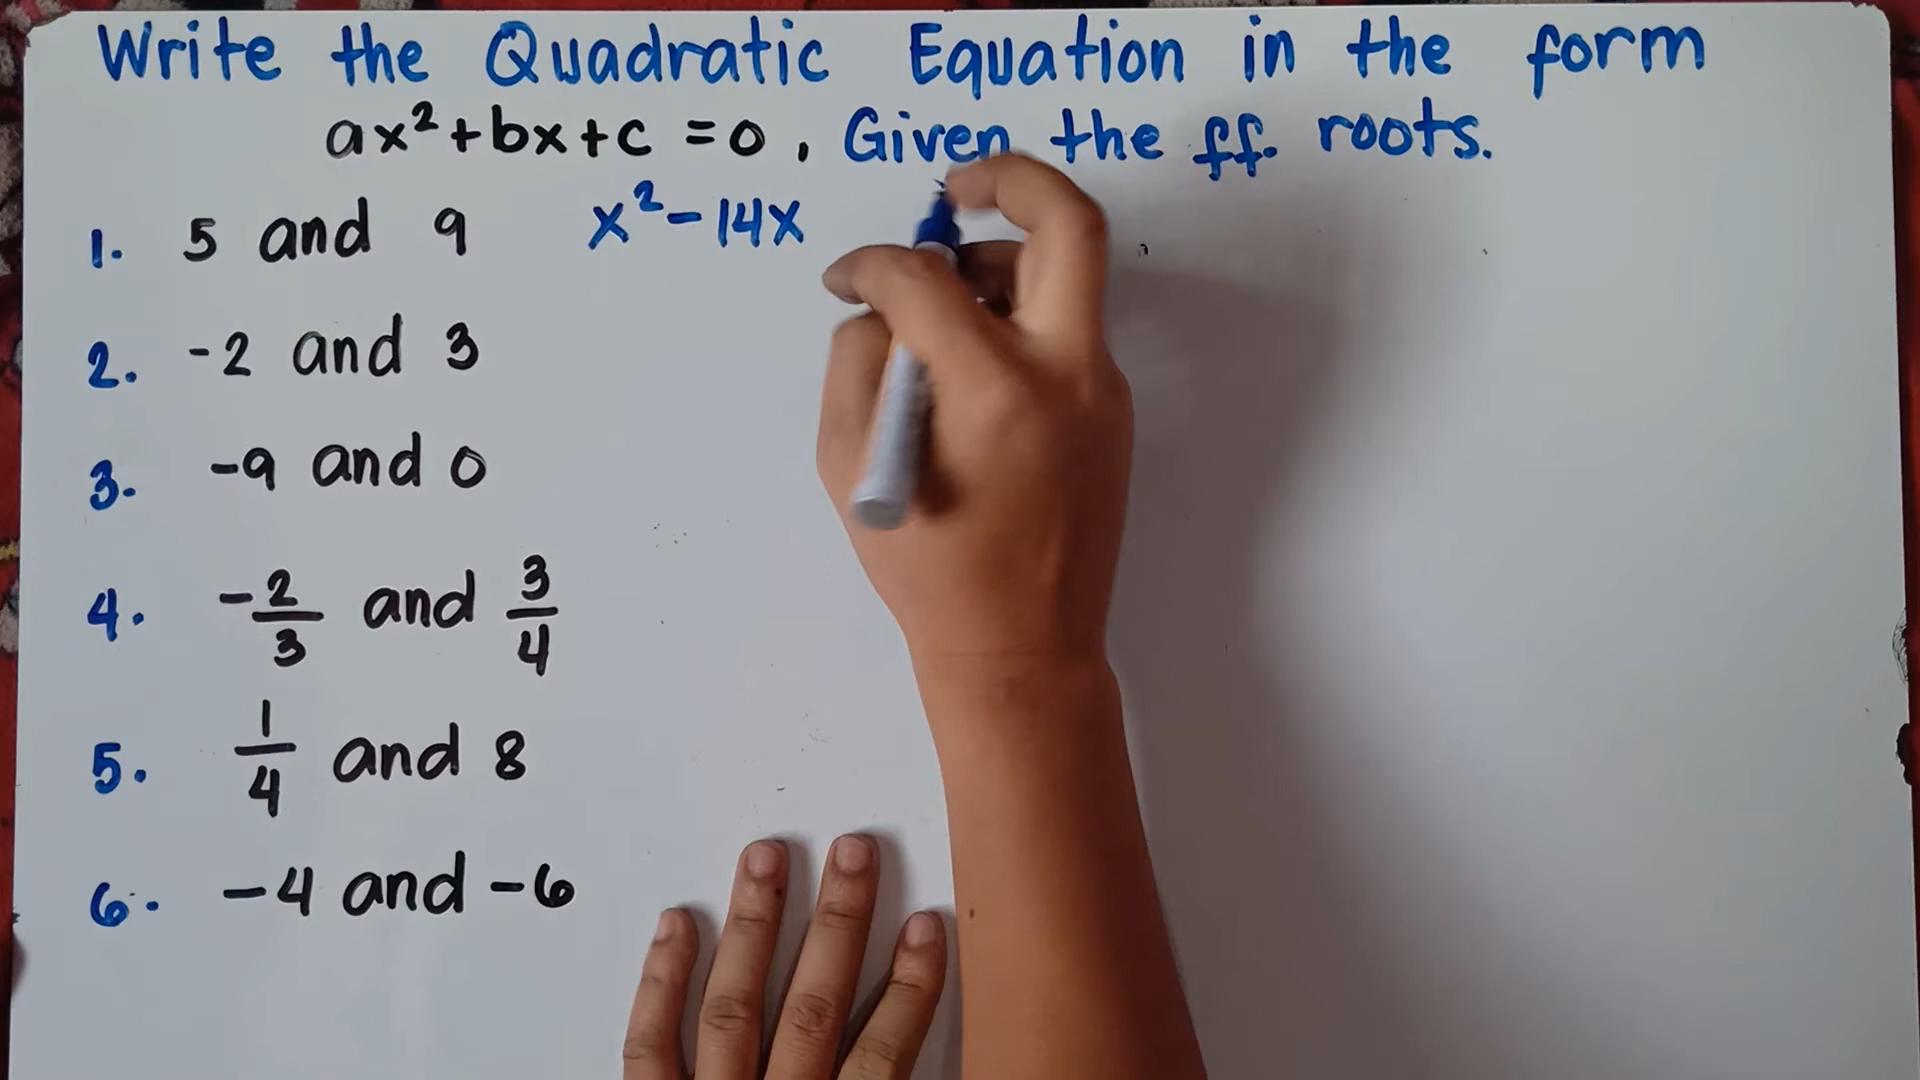 Write the Quadratic Equation in the form
ax²+bx+c =0, Given the ff. roots.
1. 5 and 9 x²-14x
2. -2 and 3
3. -9 and 0
4. -2/3 and 3/4
5. 1/4 and 8
6. -4 and -6